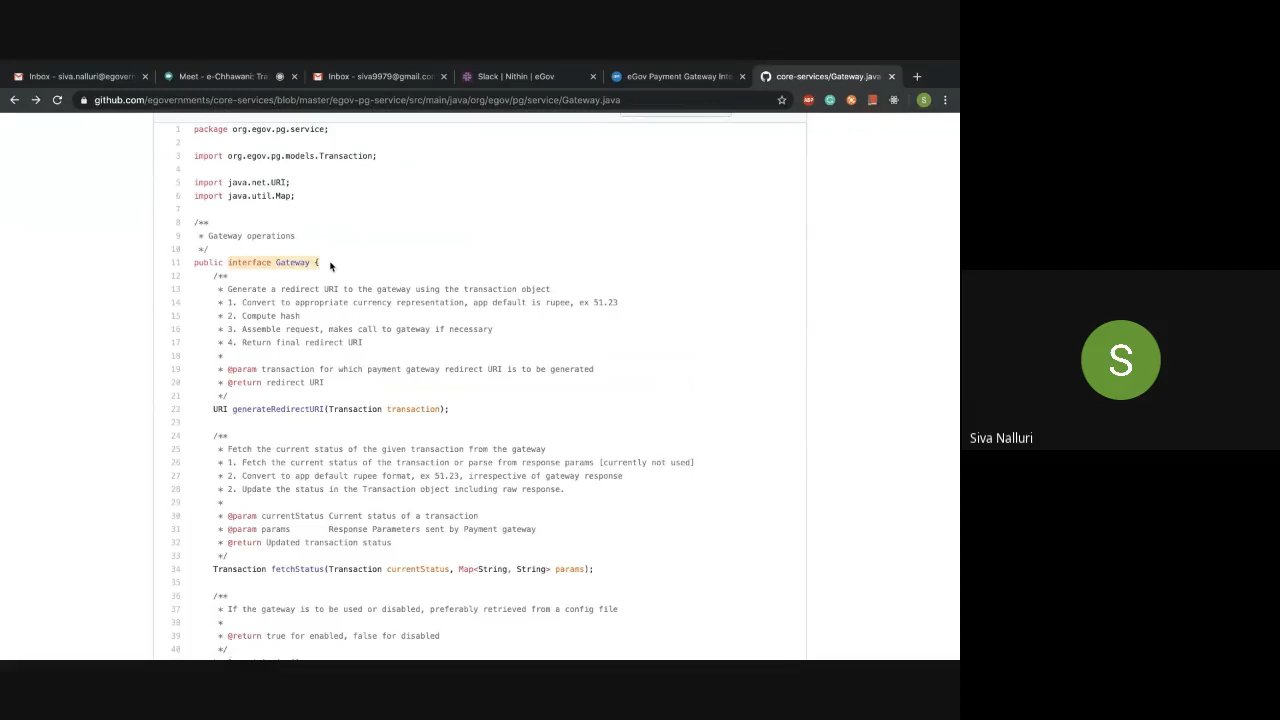 Inbox - siva.nalluri@egovern
Meet - e-Chhawani: Tra
Inbox - siva9979@gmail.co
Slack | Nithin | eGov
eGov Payment Gateway Int
core-services/Gateway.java
github.com/egovernments/core-services/blob/master/egov-pg-service/src/main/java/org/egov/pg/service/Gateway.java
ABP
S
1 package org.egov.pg.service;
2
3 import org.egov.pg.models.Transaction;
4
5 import java.net.URI;
6 import java.util.Map;
7
8 /**
9 * Gateway operations
10 */
11 public interface Gateway {
12 /**
13 * Generate a redirect URI to the gateway using the transaction object
14 * 1. Convert to appropriate currency representation, app default is rupee, ex 51.23
15 * 2. Compute hash
16 * 3. Assemble request, makes call to gateway if necessary
17 * 4. Return final redirect URI
18 *
19 * @param transaction for which payment gateway redirect URI is to be generated
20 * @return redirect URI
21 */
22 URI generateRedirectURI(Transaction transaction);
23
24 /**
25 * Fetch the current status of the given transaction from the gateway
26 * 1. Fetch the current status of the transaction or parse from response params [currently not used]
27 * 2. Convert to app default rupee format, ex 51.23, irrespective of gateway response
28 * 2. Update the status in the Transaction object including raw response.
29 *
30 * @param currentStatus Current status of a transaction
31 * @param params Response Parameters sent by Payment gateway
32 * @return Updated transaction status
33 */
34 Transaction fetchStatus(Transaction currentStatus, Map<String, String> params);
35
36 /**
37 * If the gateway is to be used or disabled, preferably retrieved from a config file
38 *
39 * @return true for enabled, false for disabled
40 */
S
Siva Nalluri